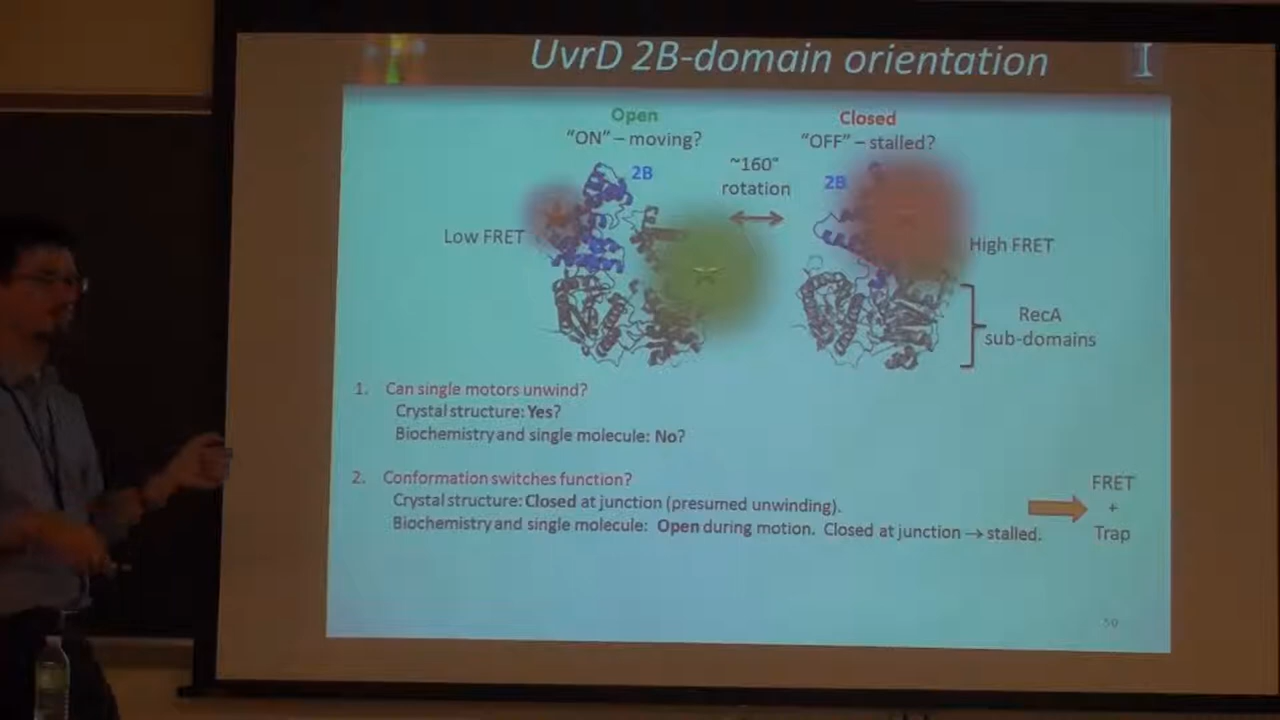 UvrD 2B-domain orientation
I
Open
"ON" – moving?
Closed
"OFF" – stalled?
~160°
rotation
2B
2B
Low FRET
High FRET
RecA
sub-domains
1. Can single motors unwind?
Crystal structure: Yes?
Biochemistry and single molecule: No?
2. Conformation switches function?
Crystal structure: Closed at junction (presumed unwinding).
Biochemistry and single molecule: Open during motion. Closed at junction → stalled.
FRET
+
Trap
50